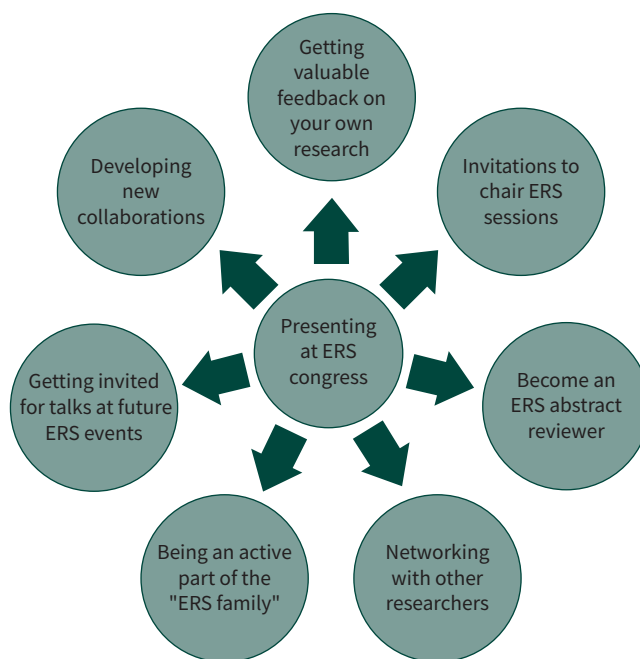 Getting
valuable
feedback on
your own
research
Developing
new
collaborations
Invitations to
chair ERS
sessions
Presenting
at ERS
congress
Getting invited
for talks at future
ERS events
Become an
ERS abstract
reviewer
Being an active
part of the
"ERS family"
Networking
with other
researchers